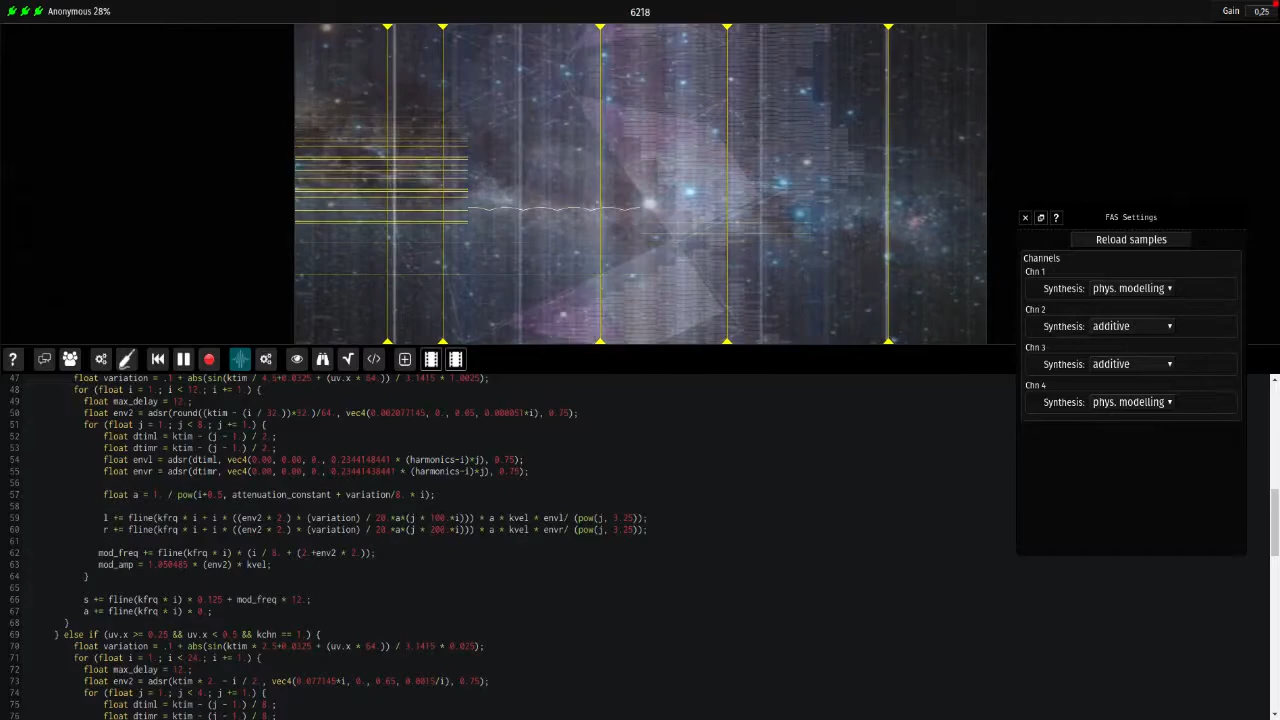 Anonymous 28%
6218
Gain 0,25
FAS Settings
Reload samples
Channels
Chn 1
Synthesis: phys. modelling
Chn 2
Synthesis: additive
Chn 3
Synthesis: additive
Chn 4
Synthesis: phys. modelling
47 float variation = .1 + abs(sin(ktim / 4.5+0.0325 + (uv.x * 64.)) / 3.1415 * 1.0025);
48 for (float i = 1.; i < 12.; i += 1.) {
49 float max_delay = 12.;
50 float env2 = adsr(round((ktim - (i / 32.))*32.)/64., vec4(0.002077145, 0., 0.05, 0.000051*i), 0.75);
51 for (float j = 1.; j < 8.; j += 1.) {
52 float dtiml = ktim - (j - 1.) / 2.;
53 float dtimr = ktim - (j - 1.) / 2.;
54 float envl = adsr(dtiml, vec4(0.00, 0.00, 0., 0.2344148441 * (harmonics-i)*j), 0.75);
55 float envr = adsr(dtimr, vec4(0.00, 0.00, 0., 0.23441438441 * (harmonics-i)*j), 0.75);
56
57 float a = 1. / pow(i+0.5, attenuation_constant + variation/8. * i);
58
59 l += fline(kfrq * i + i * ((env2 * 2.) * (variation) / 20.*a*(j * 100.*i))) * a * kvel * envl/ (pow(j, 3.25));
60 r += fline(kfrq * i + i * ((env2 * 2.) * (variation) / 20.*a*(j * 200.*i))) * a * kvel * envr/ (pow(j, 3.25));
61
62 mod_freq += fline(kfrq * i) * (i / 8. + (2.+env2 * 2.));
63 mod_amp = 1.050485 * (env2) * kvel;
64 }
65
66 s += fline(kfrq * i) * 0.125 + mod_freq * 12.;
67 a += fline(kfrq * i) * 0.;
68 }
69 } else if (uv.x >= 0.25 && uv.x < 0.5 && kchn == 1.) {
70 float variation = .1 + abs(sin(ktim * 2.5+0.0325 + (uv.x * 64.)) / 3.1415 * 0.025);
71 for (float i = 1.; i < 24.; i += 1.) {
72 float max_delay = 12.;
73 float env2 = adsr(ktim * 2. - i / 2., vec4(0.077145*i, 0., 0.65, 0.0015/i), 0.75);
74 for (float j = 1.; j < 4.; j += 1.) {
75 float dtiml = ktim - (j - 1.) / 8.;
76 float dtimr = ktim - (j - 1.) / 8.;